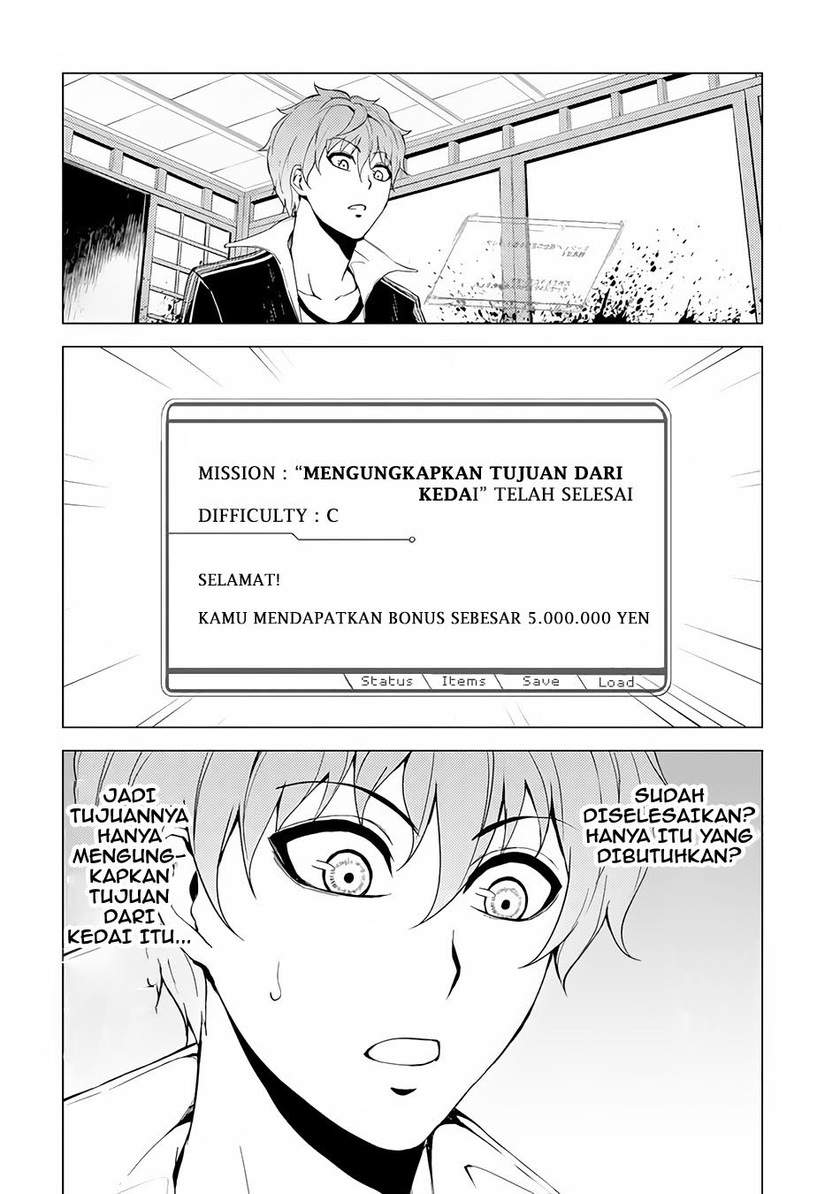 MISSION : “MENGUNGKAPKAN TUJUAN DARI
KEDAI” TELAH SELESAI
DIFFICULTY : C
SELAMAT!
KAMU MENDAPATKAN BONUS SEBESAR 5.000.000 YEN
Status
Items
Save
Load
SUDAH
DISELESAIKAN?
HANYA ITU YANG
DIBUTUHKAN?
JADI
TUJUANNYA
HANYA
MENGUNG-
KAPKAN
TUJUAN
DARI
KEDAI ITU...